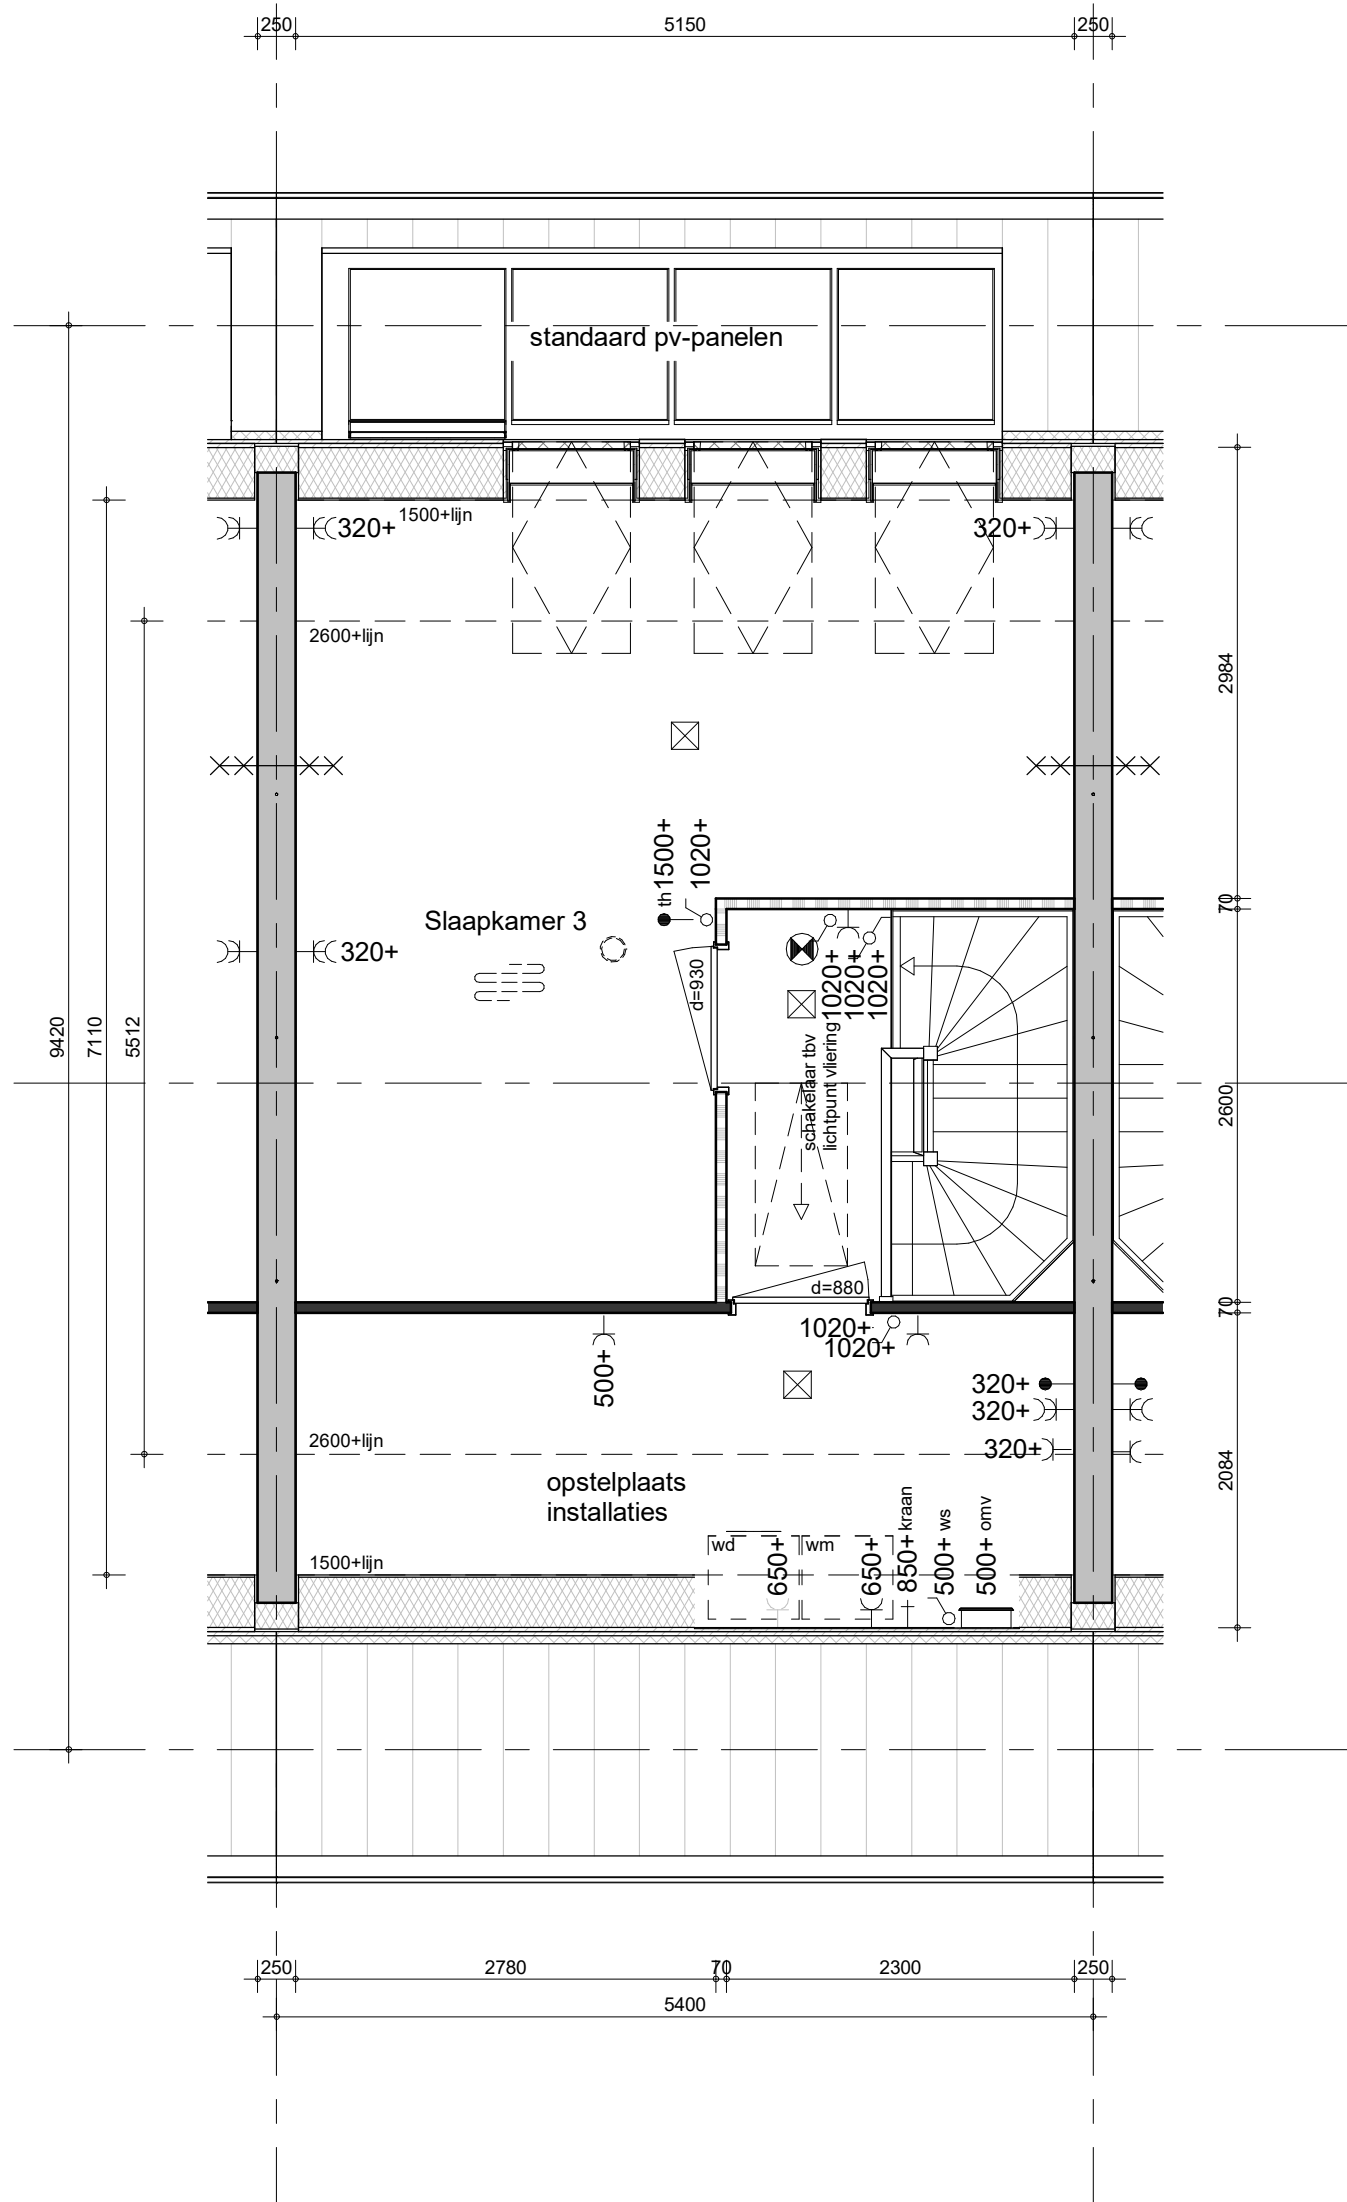 250
5150
250
standaard pv-panelen
320+
1500+lijn
320+
2600+lijn
2984
th1500+
1020+
70
Slaapkamer 3
320+
d=930
1020+
1020+
1020+
schakelaar tbv
lichtpunt vliering
9420
7110
5512
2600
d=880
70
1020+
1020+
500+
320+
320+
320+
2600+lijn
opstelplaats
installaties
2084
wd
650+
wm
650+
850+ kraan
500+ ws
500+ omv
1500+lijn
250
2780
70
2300
250
5400